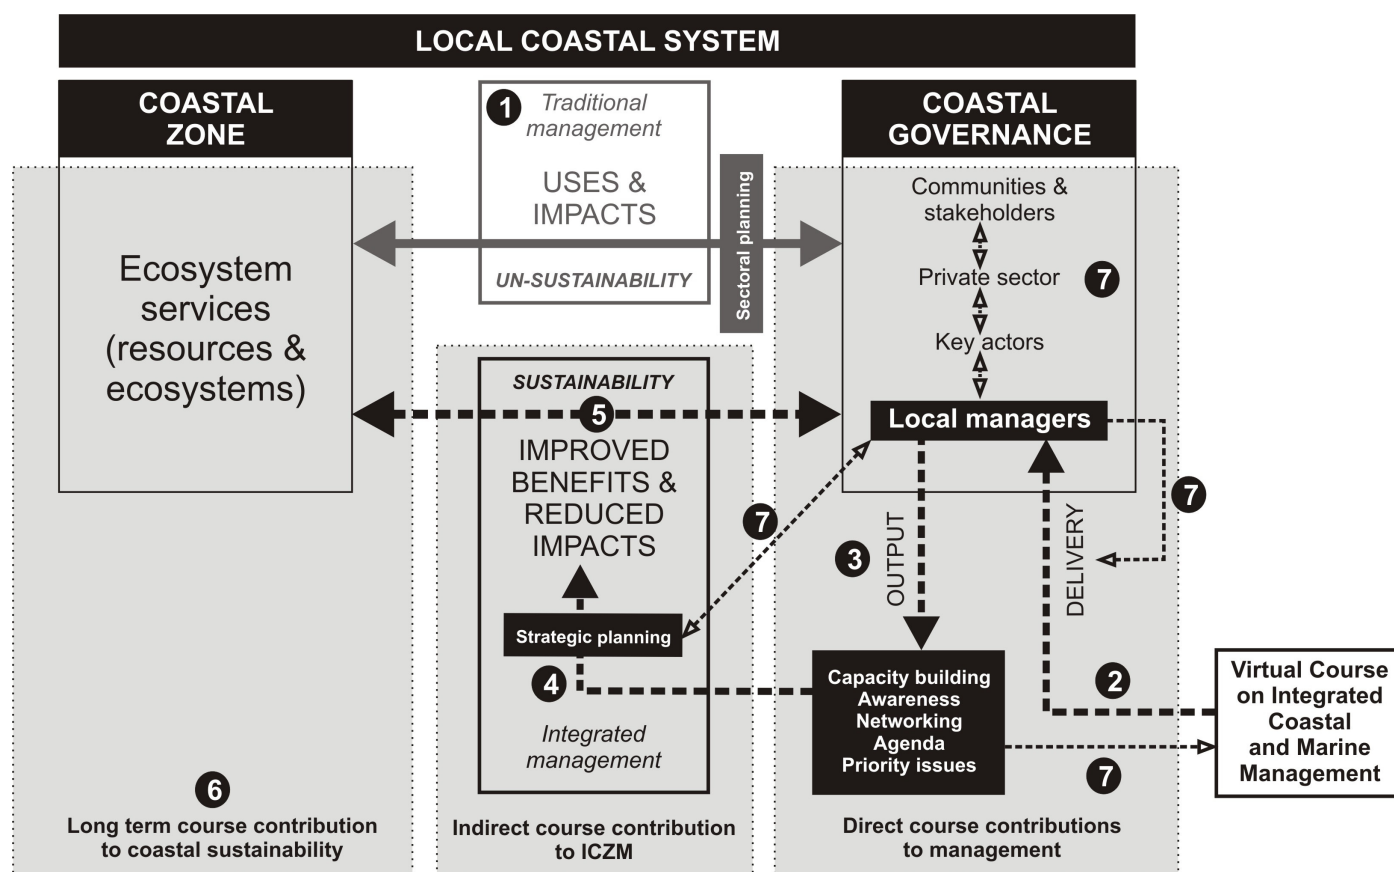 LOCAL COASTAL SYSTEM
COASTAL
ZONE
Ecosystem
services
(resources &
ecosystems)
6
Long term course contribution
to coastal sustainability
1
Traditional
management
USES &
IMPACTS
UN-SUSTAINABILITY
Sectoral planning
SUSTAINABILITY
5
IMPROVED
BENEFITS &
REDUCED
IMPACTS
7
Strategic planning
4
Integrated
management
Indirect course contribution
to ICZM
COASTAL
GOVERNANCE
Communities &
stakeholders
Private sector
7
Key actors
Local managers
7
3
OUTPUT
DELIVERY
Capacity building
Awareness
Networking
Agenda
Priority issues
2
7
Direct course contributions
to management
Virtual Course
on Integrated
Coastal
and Marine
Management